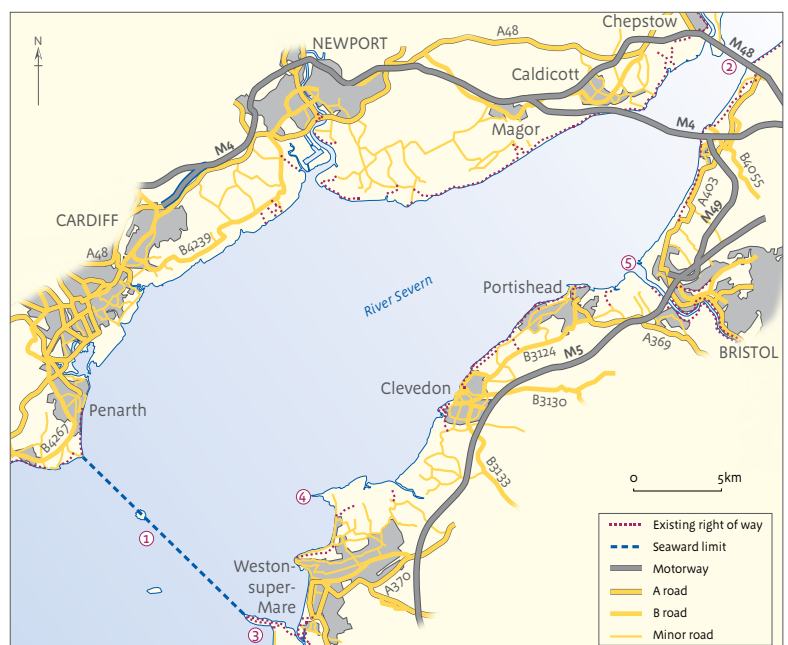 Chepstow
N
NEWPORT
A48
M48
2
Caldicott
Magor
M4
M4
B4055
A403
M49
CARDIFF
B4239
A48
5
River Severn
Portishead
B3124
M5
A369
BRISTOL
Clevedon
B3130
Penarth
B4267
B3133
0
5km
4
1
Weston-
super-
Mare
A370
3
Existing right of way
Seaward limit
Motorway
A road
B road
Minor road